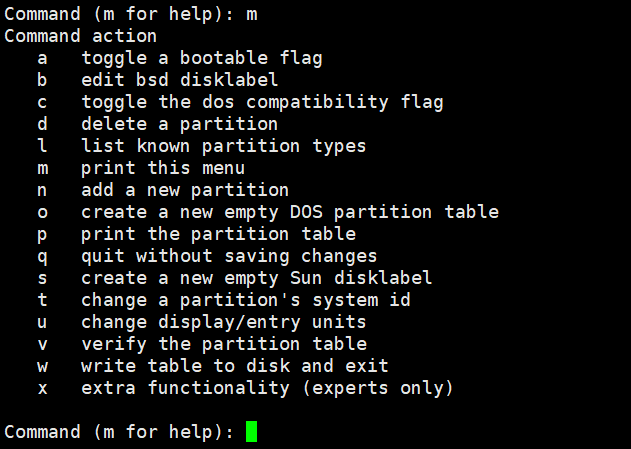 Command (m for help): m
Command action
   a   toggle a bootable flag
   b   edit bsd disklabel
   c   toggle the dos compatibility flag
   d   delete a partition
   l   list known partition types
   m   print this menu
   n   add a new partition
   o   create a new empty DOS partition table
   p   print the partition table
   q   quit without saving changes
   s   create a new empty Sun disklabel
   t   change a partition's system id
   u   change display/entry units
   v   verify the partition table
   w   write table to disk and exit
   x   extra functionality (experts only)
Command (m for help):